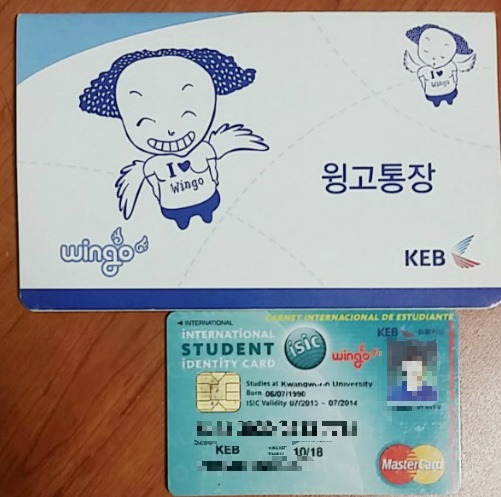 I ♥
Wingo
I ♥
Wingo
윙고통장
wingo
KEB
INTERNATIONAL
CARNET INTERNACIONAL DE ESTUDIANTE
INTERNATIONAL
STUDENT
IDENTITY CARD
isic
wingo
KEB
Studies at Kwangwoon University
Born 06/07/1990
ISIC Validity 07/2013 - 07/2014
KEB
10/18
MasterCard